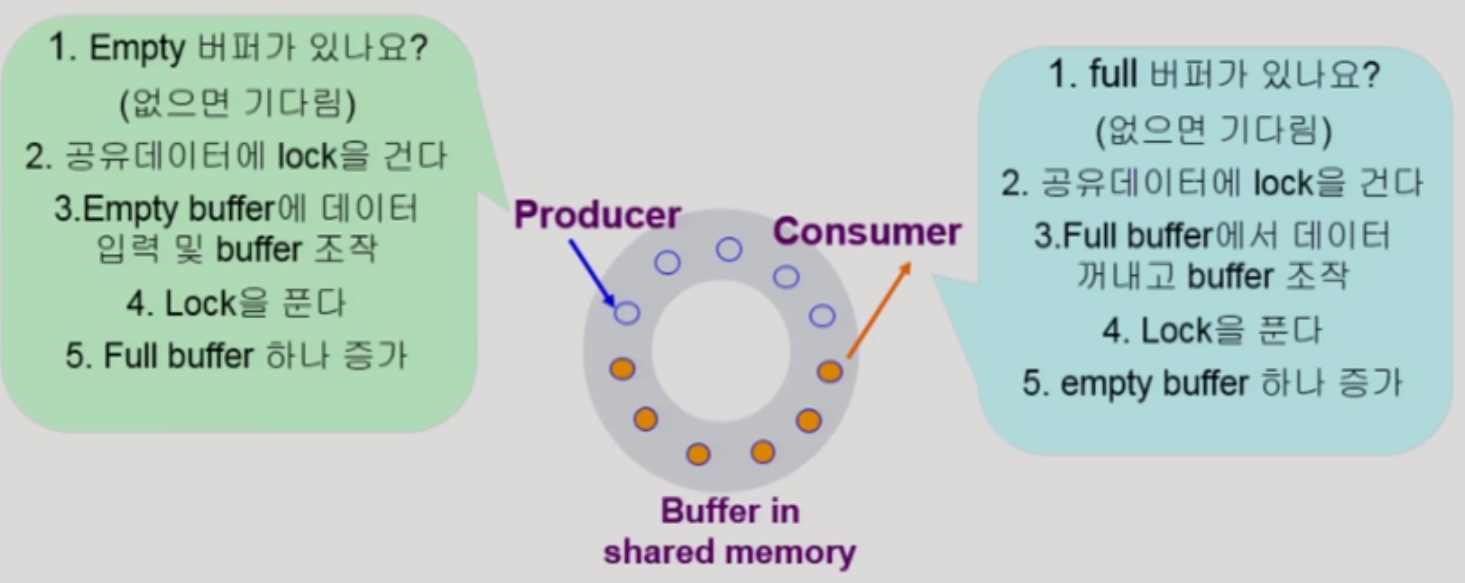 1. Empty 버퍼가 있나요?
(없으면 기다림)
2. 공유데이터에 lock을 건다
3.Empty buffer에 데이터
입력 및 buffer 조작
4. Lock을 푼다
5. Full buffer 하나 증가
Producer
Consumer
Buffer in
shared memory
1. full 버퍼가 있나요?
(없으면 기다림)
2. 공유데이터에 lock을 건다
3.Full buffer에서 데이터
꺼내고 buffer 조작
4. Lock을 푼다
5. empty buffer 하나 증가